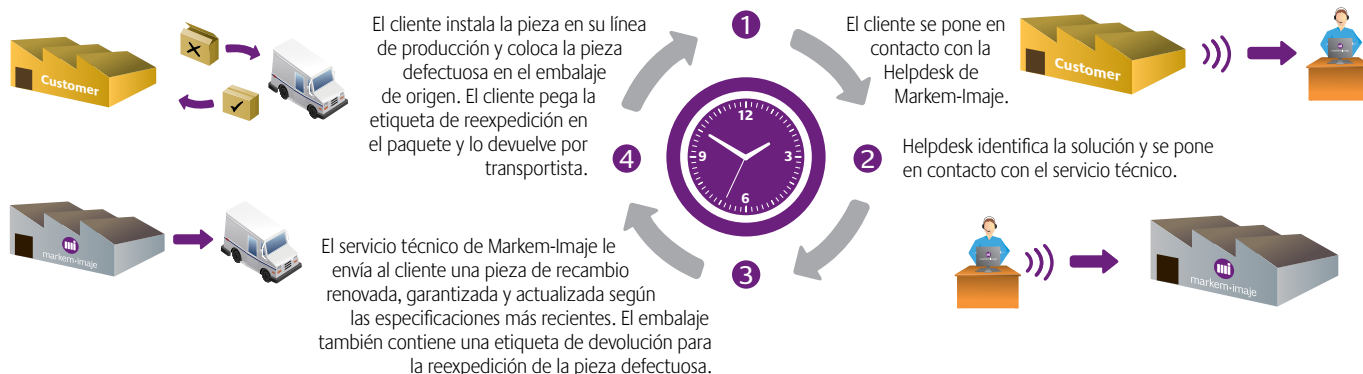 1
El cliente se pone en
contacto con la
Helpdesk de
Markem-Imaje.
Customer
2
Helpdesk identifica la solución y se pone
en contacto con el servicio técnico.
markem-imaje
3
El servicio técnico de Markem-Imaje le
envía al cliente una pieza de recambio
renovada, garantizada y actualizada según
las especificaciones más recientes. El embalaje
también contiene una etiqueta de devolución para
la reexpedición de la pieza defectuosa.
mi
markem-imaje
4
El cliente instala la pieza en su línea
de producción y coloca la pieza
defectuosa en el embalaje
de origen. El cliente pega la
etiqueta de reexpedición en
el paquete y lo devuelve por
transportista.
Customer
12
9
3
6